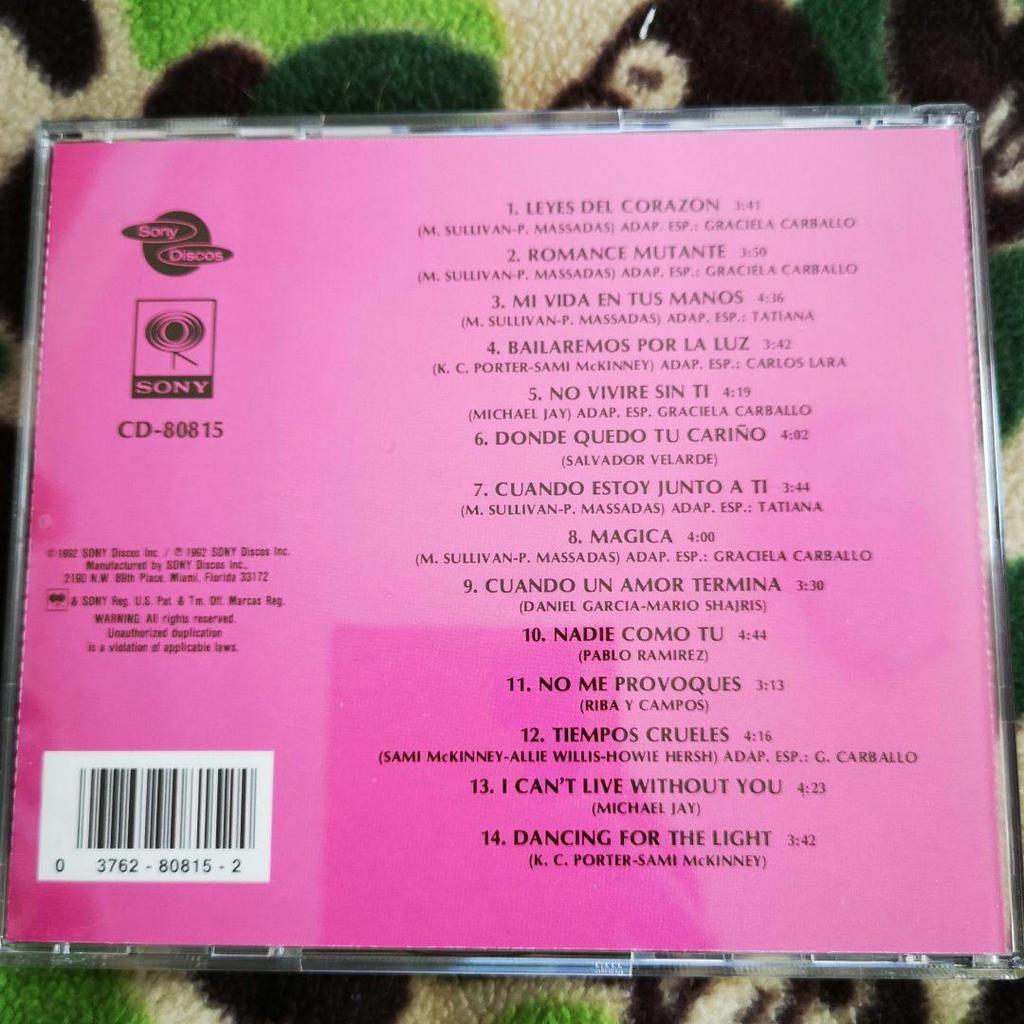 Sony
Discos
SONY
CD-80815
© 1992 SONY Discos Inc. / ℗ 1992 SONY Discos Inc.
Manufactured by SONY Discos Inc.,
2190 N.W. 89th Place, Miami, Florida 33172
& SONY Reg. U.S. Pat. & Tm. Off. Marcas Reg.
WARNING: All rights reserved.
Unauthorized duplication
is a violation of applicable laws.
0 3762 - 80815 - 2
1. LEYES DEL CORAZON 3:41
(M. SULLIVAN-P. MASSADAS) ADAP. ESP.: GRACIELA CARBALLO
2. ROMANCE MUTANTE 3:50
(M. SULLIVAN-P. MASSADAS) ADAP. ESP.: GRACIELA CARBALLO
3. MI VIDA EN TUS MANOS 4:36
(M. SULLIVAN-P. MASSADAS) ADAP. ESP.: TATIANA
4. BAILAREMOS POR LA LUZ 3:42
(K. C. PORTER-SAMI McKINNEY) ADAP. ESP.: CARLOS LARA
5. NO VIVIRE SIN TI 4:19
(MICHAEL JAY) ADAP. ESP. GRACIELA CARBALLO
6. DONDE QUEDO TU CARIÑO 4:02
(SALVADOR VELARDE)
7. CUANDO ESTOY JUNTO A TI 3:44
(M. SULLIVAN-P. MASSADAS) ADAP. ESP.: TATIANA
8. MAGICA 4:00
(M. SULLIVAN-P. MASSADAS) ADAP. ESP.: GRACIELA CARBALLO
9. CUANDO UN AMOR TERMINA 3:30
(DANIEL GARCIA-MARIO SHAJRIS)
10. NADIE COMO TU 4:44
(PABLO RAMIREZ)
11. NO ME PROVOQUES 3:13
(RIBA Y CAMPOS)
12. TIEMPOS CRUELES 4:16
(SAMI McKINNEY-ALLIE WILLIS-HOWIE HERSH) ADAP. ESP.: G. CARBALLO
13. I CAN'T LIVE WITHOUT YOU 4:23
(MICHAEL JAY)
14. DANCING FOR THE LIGHT 3:42
(K. C. PORTER-SAMI McKINNEY)